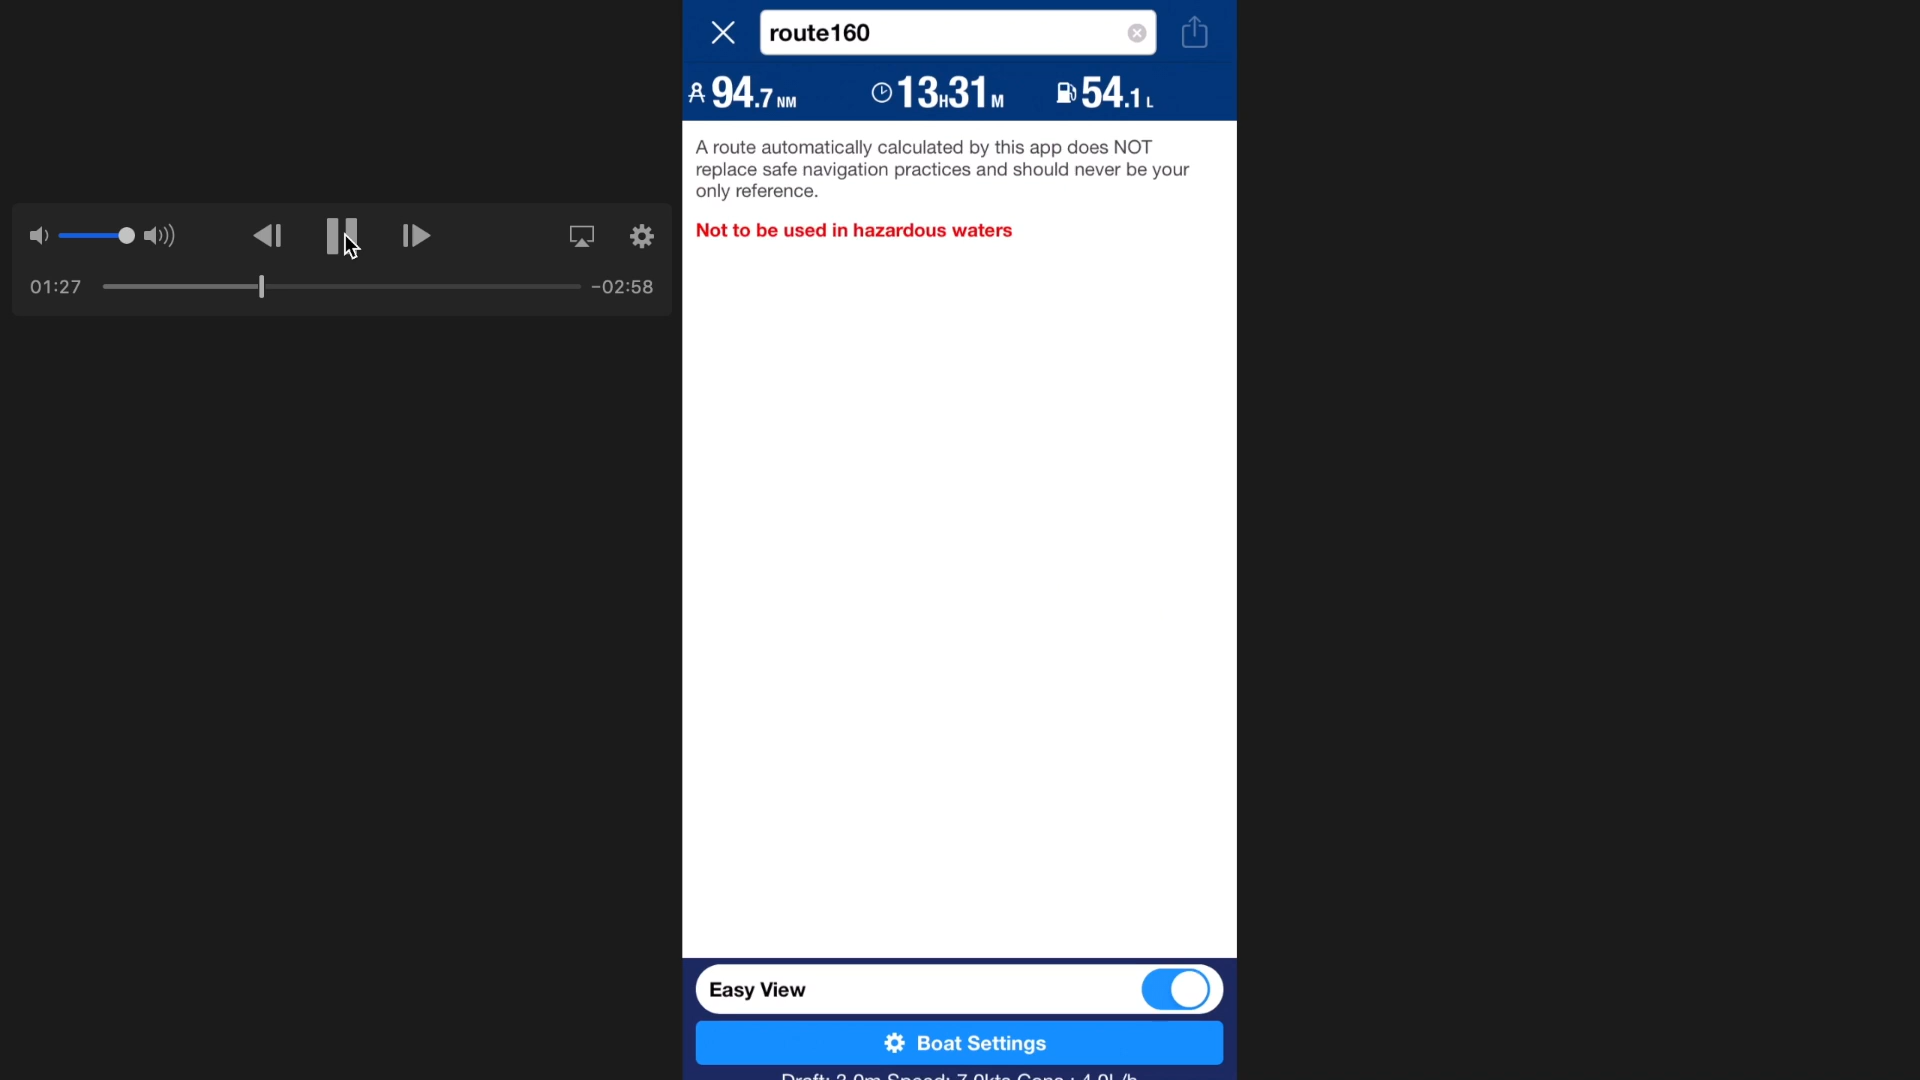 route160
94.7 NM 13H31M 54.1 L
A route automatically calculated by this app does NOT
replace safe navigation practices and should never be your
only reference.
Not to be used in hazardous waters
01:27 -02:58
Easy View
Boat Settings